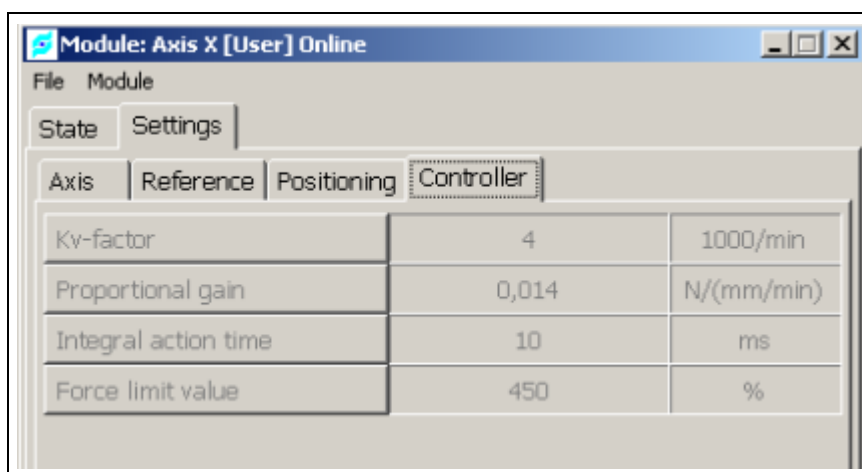 Module: Axis X [User] Online
File Module
State Settings
Axis Reference Positioning Controller
Kv-factor 4 1000/min
Proportional gain 0,014 N/(mm/min)
Integral action time 10 ms
Force limit value 450 %